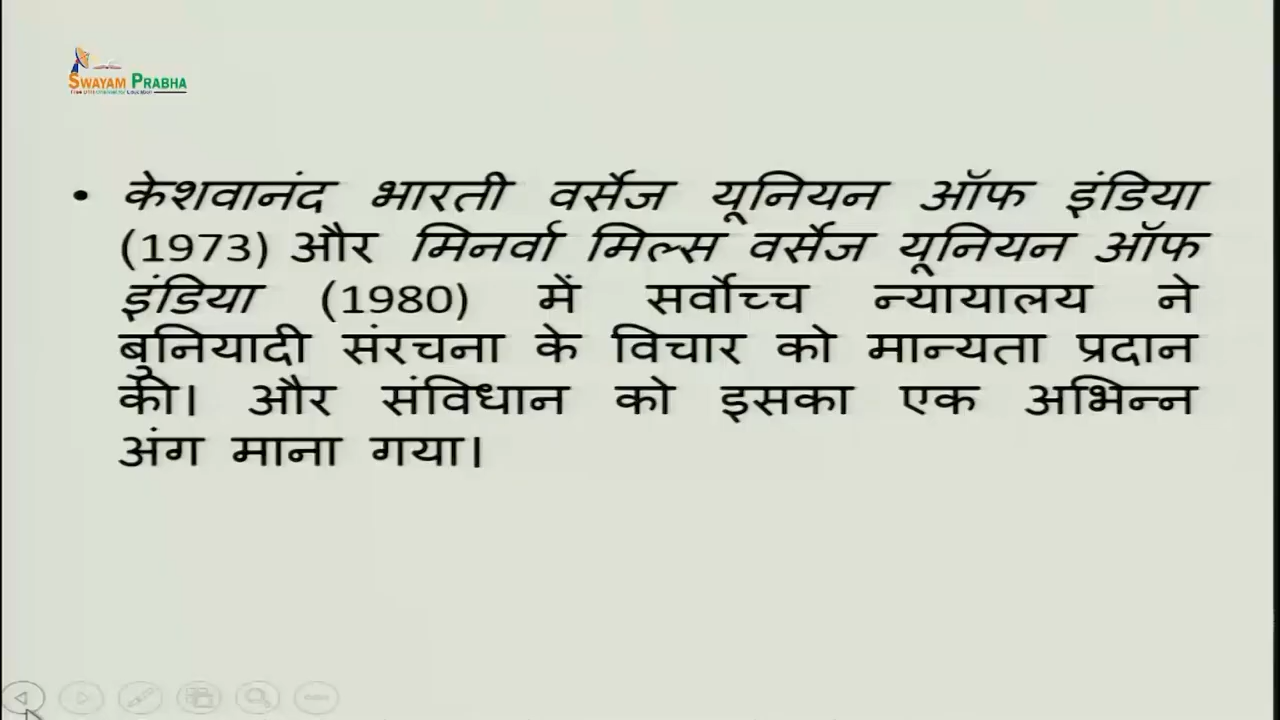 SWAYAM PRABHA
• केशवानंद भारती वर्सेज यूनियन ऑफ इंडिया
(1973) और मिनर्वा मिल्स वर्सेज यूनियन ऑफ
इंडिया (1980) में सर्वोच्च न्यायालय ने
बुनियादी संरचना के विचार को मान्यता प्रदान
की। और संविधान को इसका एक अभिन्न
अंग माना गया।